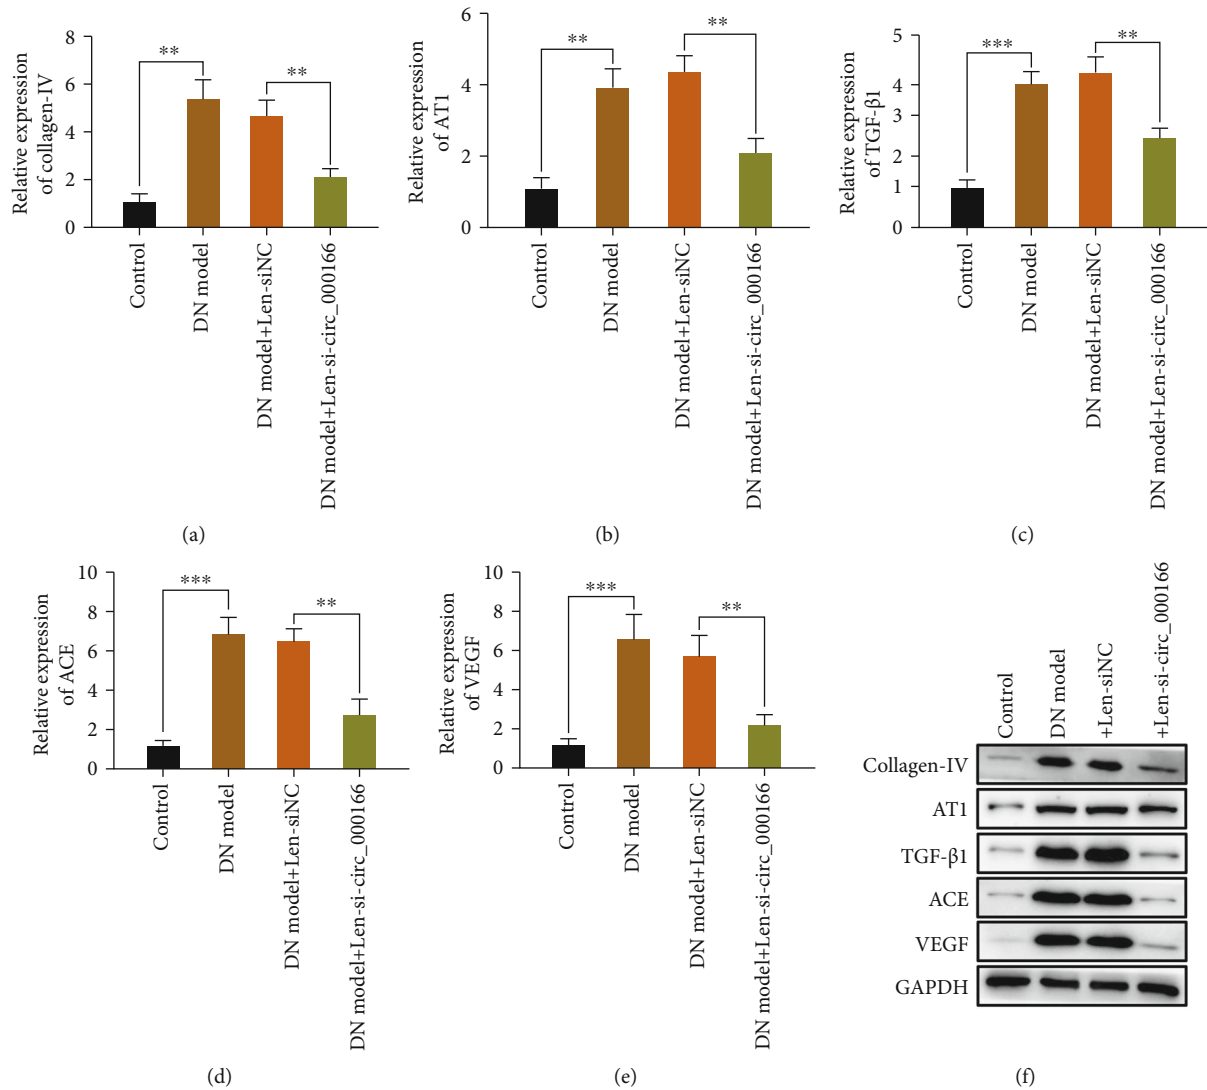 Relative expression
of collagen-IV
8
6
4
2
0
**
**
Control
DN model
DN model+Len-siNC
DN model+Len-si-circ_000166
(a)
Relative expression
of AT1
6
4
2
0
**
**
Control
DN model
DN model+Len-siNC
DN model+Len-si-circ_000166
(b)
Relative expression
of TGF-β1
5
4
3
2
1
0
***
**
Control
DN model
DN model+Len-siNC
DN model+Len-si-circ_000166
(c)
Relative expression
of ACE
10
8
6
4
2
0
***
**
Control
DN model
DN model+Len-siNC
DN model+Len-si-circ_000166
(d)
Relative expression
of VEGF
10
8
6
4
2
0
***
**
Control
DN model
DN model+Len-siNC
DN model+Len-si-circ_000166
(e)
Control
DN model
+Len-siNC
+Len-si-circ_000166
Collagen-IV
AT1
TGF-β1
ACE
VEGF
GAPDH
(f)